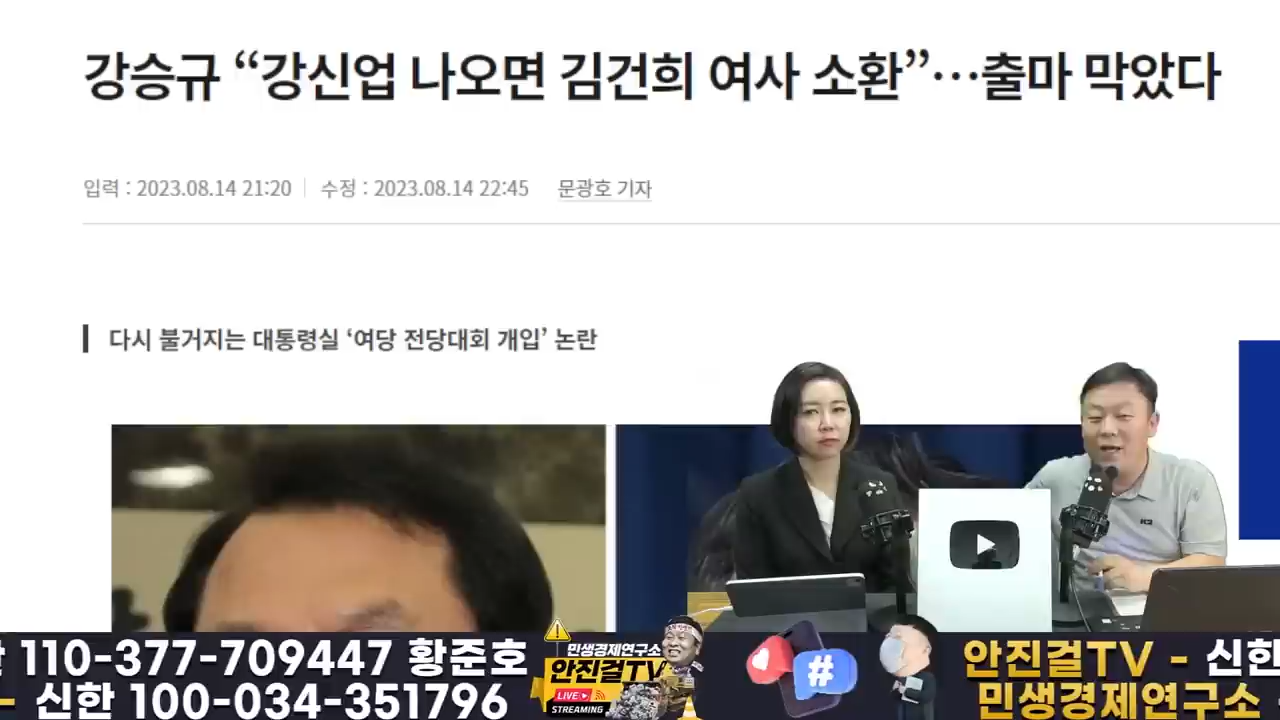 강승규 “강신업 나오면 김건희 여사 소환”…출마 막았다
입력 : 2023.08.14 21:20 수정 : 2023.08.14 22:45 문광호 기자
다시 불거지는 대통령실 ‘여당 전당대회 개입’ 논란
110-377-709447 황준호
- 신한 100-034-351796
민생경제연구소
안진걸TV
LIVE
STREAMING
#
안진걸TV - 신한
민생경제연구소